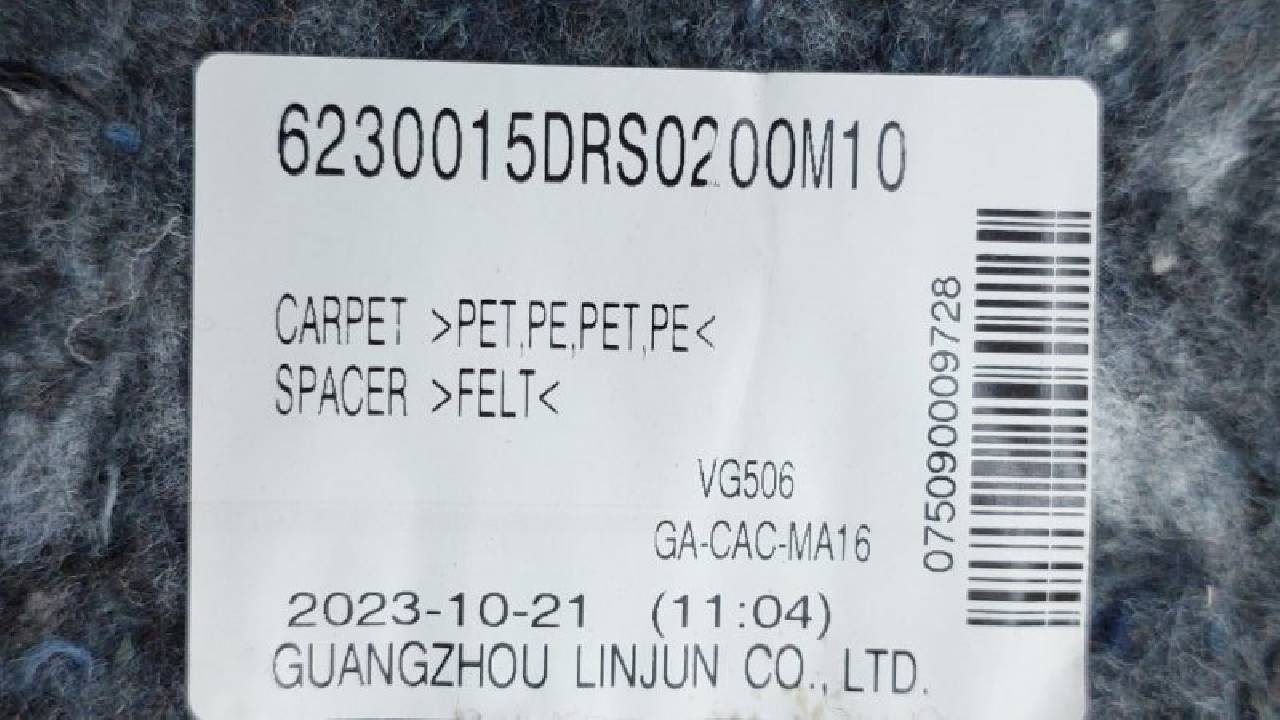 6230015DRS0200M10
CARPET >PET,PE,PET,PE<
SPACER >FELT<
VG506
GA-CAC-MA16
0750900009728
2023-10-21 (11:04)
GUANGZHOU LINJUN CO., LTD.